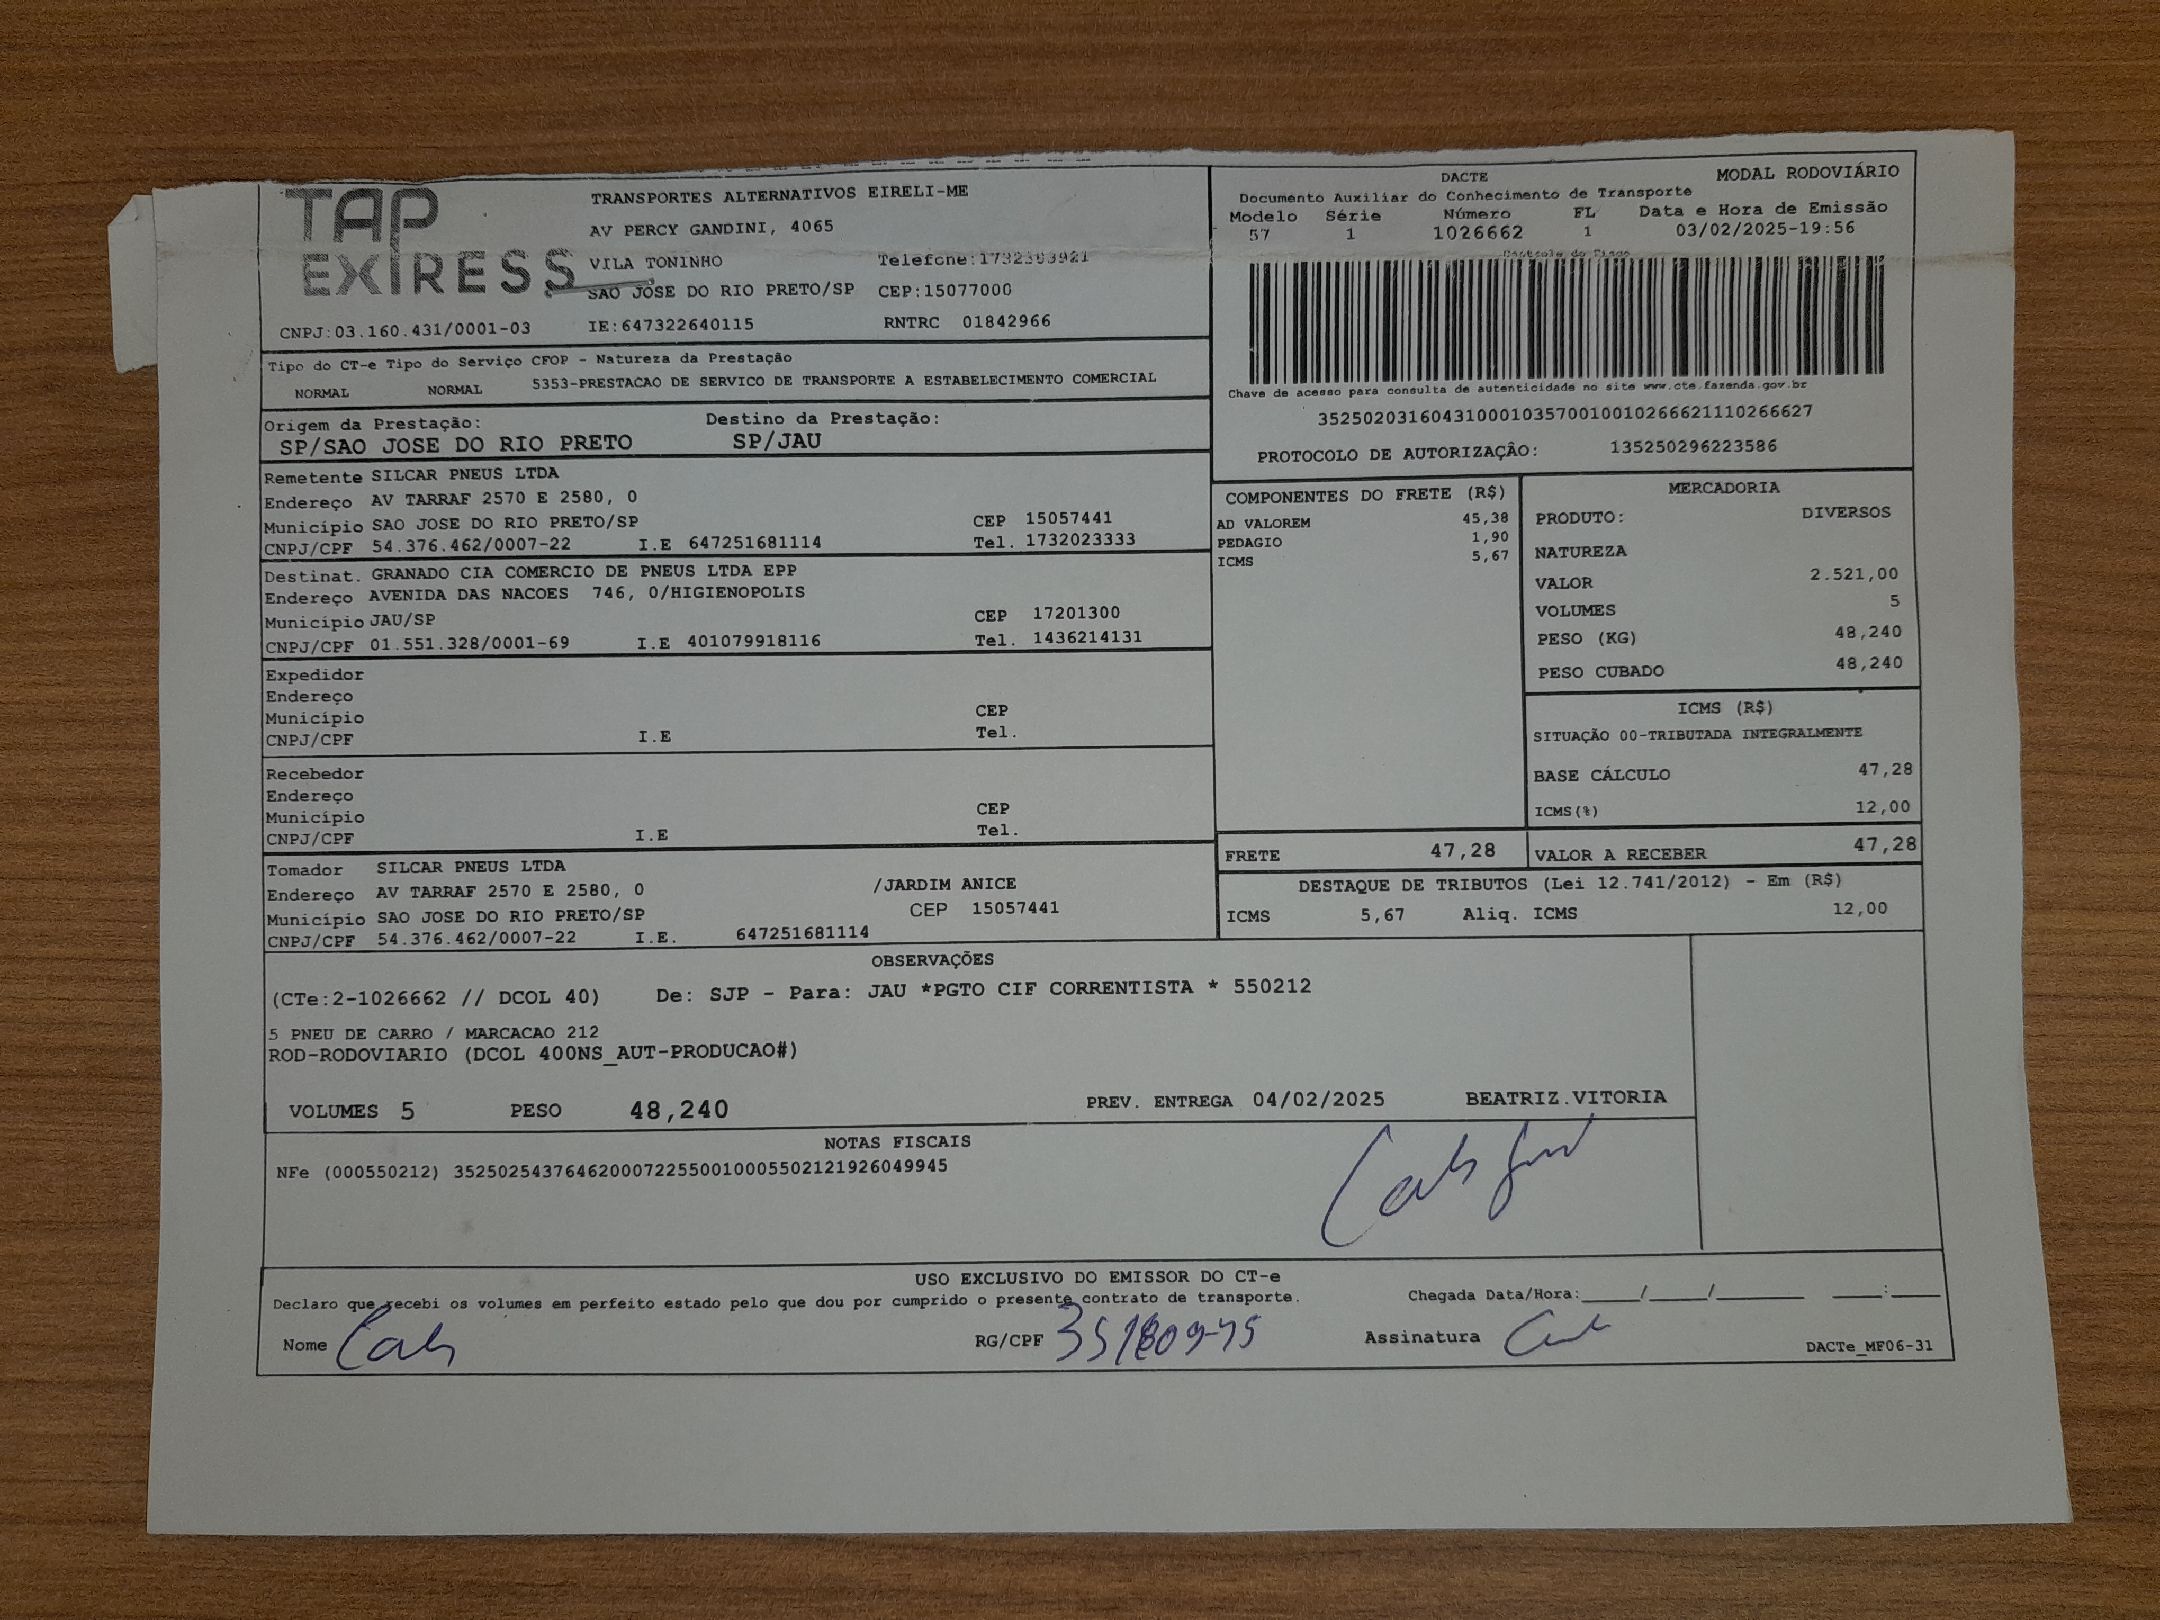 TAP
EXPRESS
TRANSPORTES ALTERNATIVOS EIRELI-ME
AV PERCY GANDINI, 4065
VILA TONINHO
SAO JOSE DO RIO PRETO/SP CEP:15077000
CNPJ:03.160.431/0001-03 IE:647322640115 RNTRC 01842966
DACTE MODAL RODOVIÁRIO
Documento Auxiliar do Conhecimento de Transporte
Modelo Série Número FL Data e Hora de Emissão
57 1 1026662 1 03/02/2025-19:56
Chave de acesso para consulta de autenticidade no site www.cte.fazenda.gov.br
35250203160431000103570010010266621110266627
PROTOCOLO DE AUTORIZAÇÂO: 135250296223586
Tipo do CT-e Tipo do Serviço CFOP - Natureza da Prestação
NORMAL NORMAL 5353-PRESTACAO DE SERVICO DE TRANSPORTE A ESTABELECIMENTO COMERCIAL
Origem da Prestação: Destino da Prestação:
SP/SAO JOSE DO RIO PRETO SP/JAU
Remetente SILCAR PNEUS LTDA
Endereço AV TARRAF 2570 E 2580, 0
Município SAO JOSE DO RIO PRETO/SP CEP 15057441
CNPJ/CPF 54.376.462/0007-22 I.E 647251681114 Tel. 1732023333
Destinat. GRANADO CIA COMERCIO DE PNEUS LTDA EPP
Endereço AVENIDA DAS NACOES 746, 0/HIGIENOPOLIS
Município JAU/SP CEP 17201300
CNPJ/CPF 01.551.328/0001-69 I.E 401079918116 Tel. 1436214131
Expedidor
Endereço
Município CEP
CNPJ/CPF I.E Tel.
Recebedor
Endereço
Município CEP
CNPJ/CPF I.E Tel.
Tomador SILCAR PNEUS LTDA
Endereço AV TARRAF 2570 E 2580, 0 /JARDIM ANICE
Município SAO JOSE DO RIO PRETO/SP CEP 15057441
CNPJ/CPF 54.376.462/0007-22 I.E. 647251681114
COMPONENTES DO FRETE (R$)
AD VALOREM 45,38
PEDAGIO 1,90
ICMS 5,67
MERCADORIA
PRODUTO: DIVERSOS
NATUREZA
VALOR 2.521,00
VOLUMES 5
PESO (KG) 48,240
PESO CUBADO 48,240
ICMS (R$)
SITUAÇÃO 00-TRIBUTADA INTEGRALMENTE
BASE CÁLCULO 47,28
ICMS(%) 12,00
FRETE 47,28 VALOR A RECEBER 47,28
DESTAQUE DE TRIBUTOS (Lei 12.741/2012) - Em (R$)
ICMS 5,67 Aliq. ICMS 12,00
OBSERVAÇÕES
(CTe:2-1026662 // DCOL 40) De: SJP - Para: JAU *PGTO CIF CORRENTISTA * 550212
5 PNEU DE CARRO / MARCACAO 212
ROD-RODOVIARIO (DCOL 400NS_AUT-PRODUCAO#)
VOLUMES 5 PESO 48,240 PREV. ENTREGA 04/02/2025 BEATRIZ.VITORIA
NOTAS FISCAIS
NFe (000550212) 35250254376462000722550010005502121926049945
USO EXCLUSIVO DO EMISSOR DO CT-e
Declaro que recebi os volumes em perfeito estado pelo que dou por cumprido o presente contrato de transporte. Chegada Data/Hora:_____/_____/_______ ____:____
Nome RG/CPF Assinatura DACTe_MF06-31